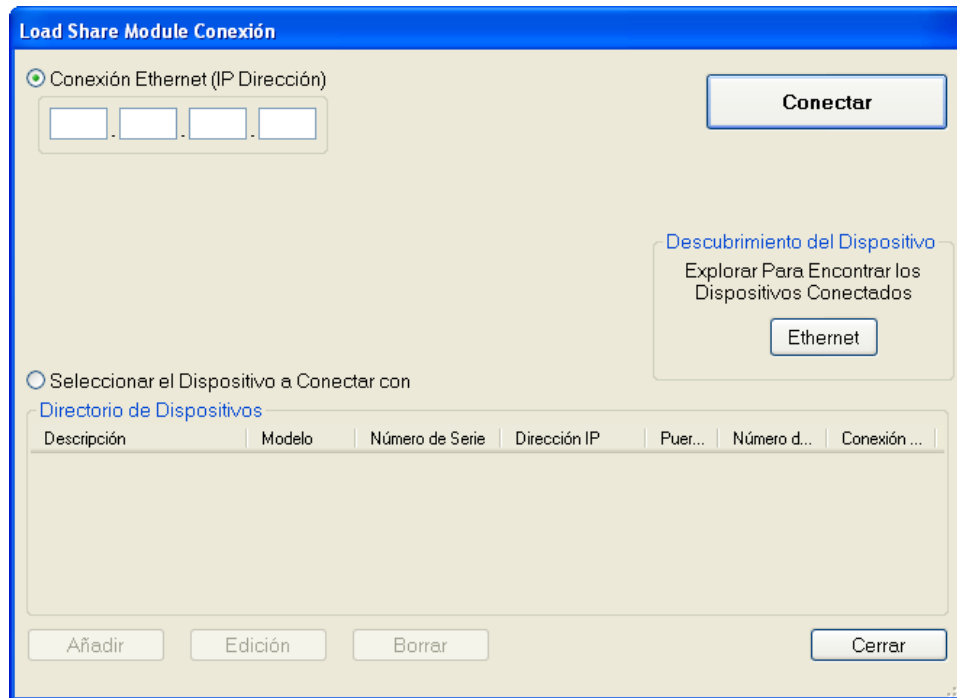 Load Share Module Conexión
Conexión Ethernet (IP Dirección)
. . .
Conectar
Descubrimiento del Dispositivo
Explorar Para Encontrar los
Dispositivos Conectados
Ethernet
Seleccionar el Dispositivo a Conectar con
Directorio de Dispositivos
Descripción Modelo Número de Serie Dirección IP Puer... Número d... Conexión ...
Añadir Edición Borrar Cerrar